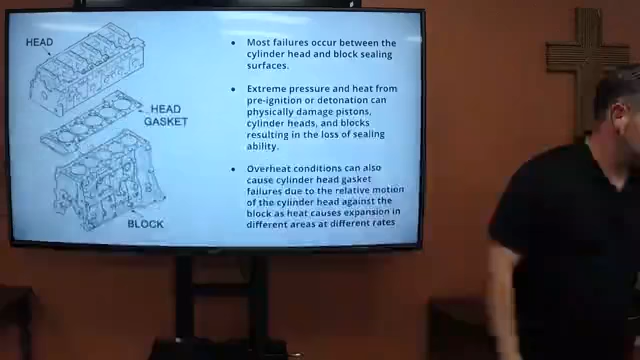 HEAD
HEAD
GASKET
BLOCK
• Most failures occur between the
cylinder head and block sealing
surfaces.
• Extreme pressure and heat from
pre-ignition or detonation can
physically damage pistons,
cylinder heads, and blocks
resulting in the loss of sealing
ability.
• Overheat conditions can also
cause cylinder head gasket
failures due to the relative motion
of the cylinder head against the
block as heat causes expansion in
different areas at different rates